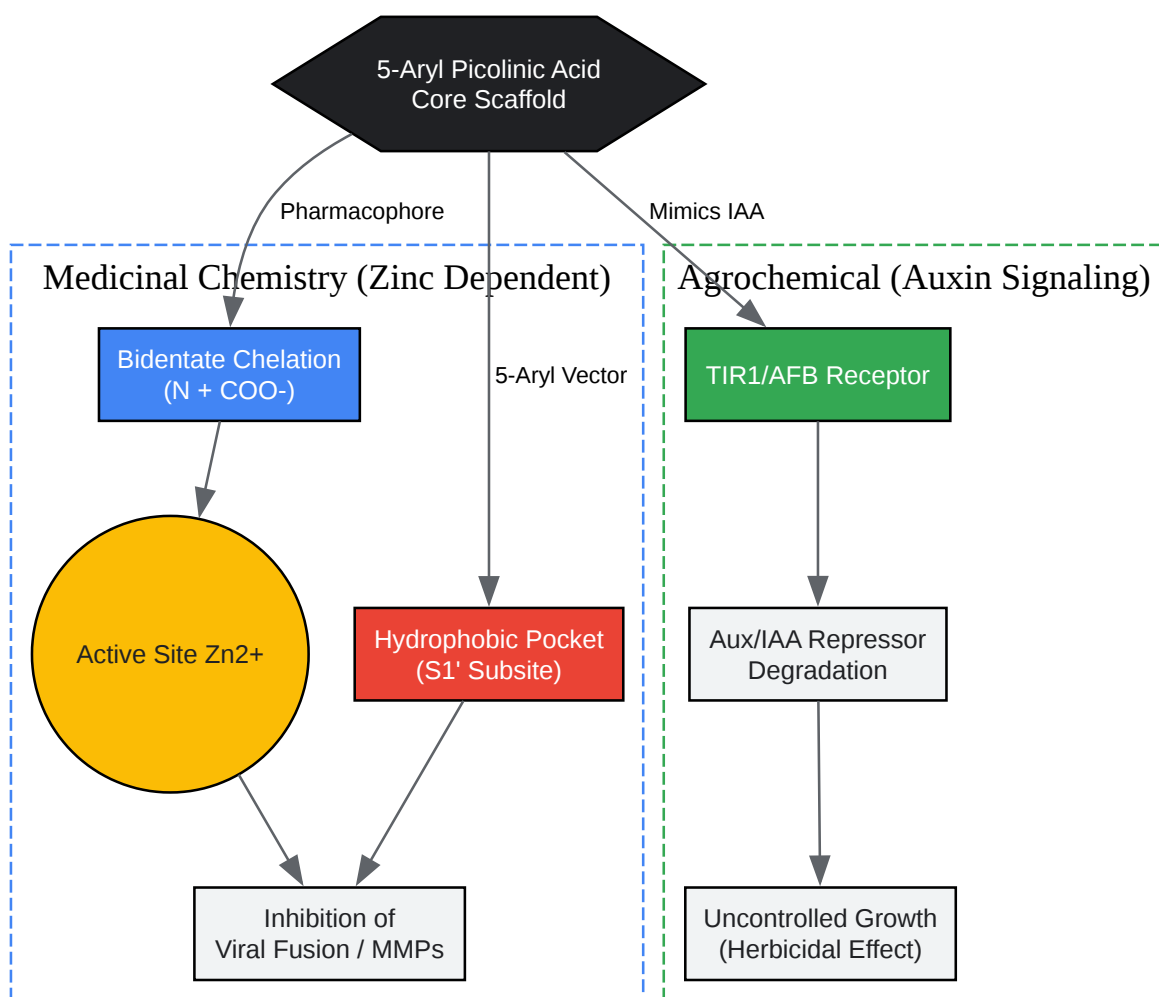 5-Aryl Picolinic Acid
Core Scaffold
Pharmacophore
Mimics IAA
Medicinal Chemistry (Zinc Dependent)
Agrochemical (Auxin Signaling)
Bidentate Chelation
(N + COO-)
5-Aryl Vector
TIR1/AFB Receptor
Active Site Zn2+
Hydrophobic Pocket
(S1' Subsite)
Aux/IAA Repressor
Degradation
Inhibition of
Viral Fusion / MMPs
Uncontrolled Growth
(Herbicidal Effect)